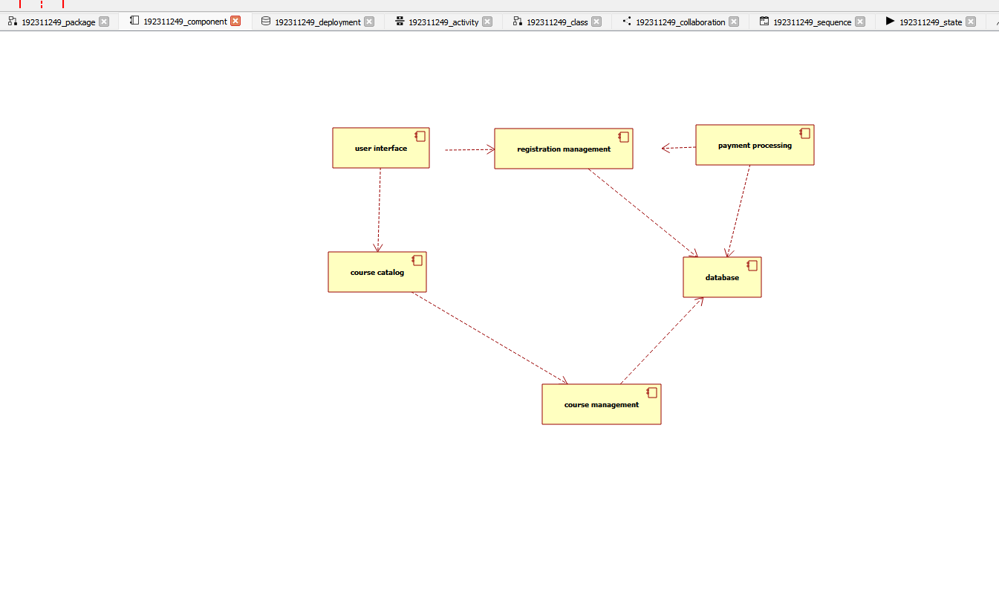 192311249_package
192311249_component
192311249_deployment
192311249_activity
192311249_class
192311249_collaboration
192311249_sequence
192311249_state
user interface
registration management
payment processing
course catalog
database
course management